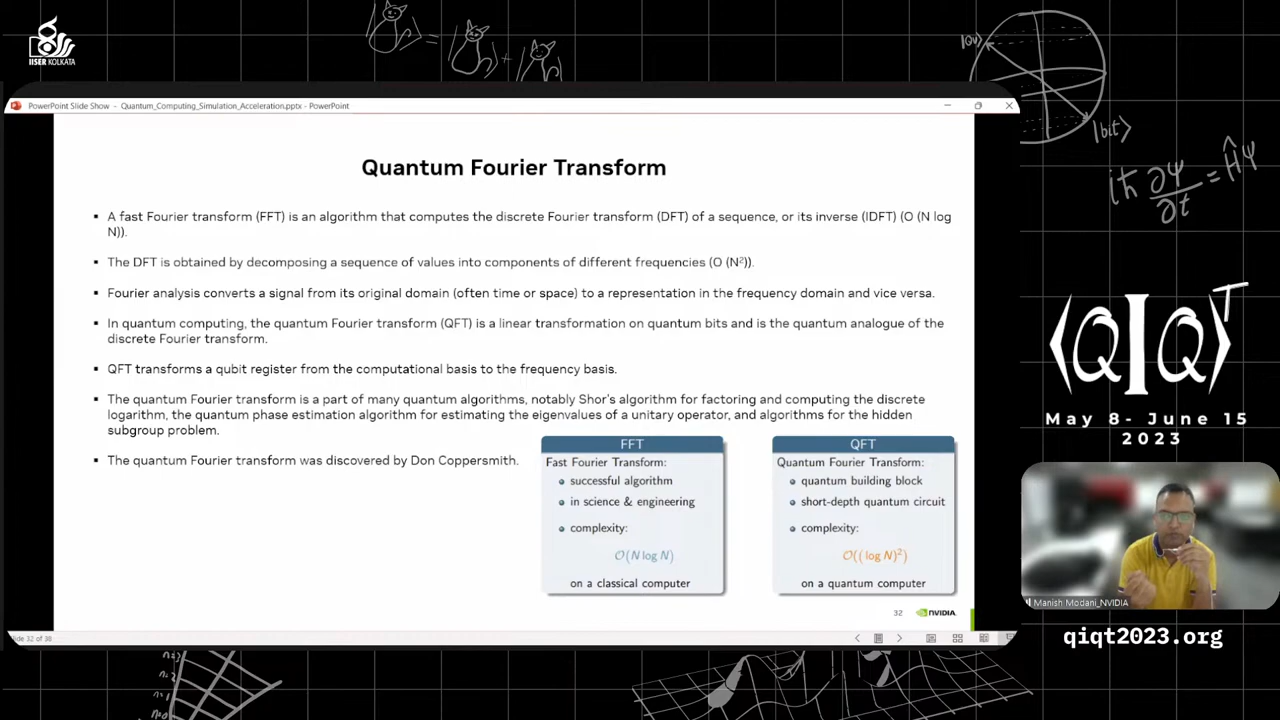 IISER KOLKATA
|0v⟩
|bit⟩
iħ ∂Ψ/∂t = ĤΨ
PowerPoint Slide Show - Quantum_Computing_Simulation_Acceleration.pptx - PowerPoint
Quantum Fourier Transform
▪ A fast Fourier transform (FFT) is an algorithm that computes the discrete Fourier transform (DFT) of a sequence, or its inverse (IDFT) (O (N log
N)).
▪ The DFT is obtained by decomposing a sequence of values into components of different frequencies (O (N²)).
▪ Fourier analysis converts a signal from its original domain (often time or space) to a representation in the frequency domain and vice versa.
▪ In quantum computing, the quantum Fourier transform (QFT) is a linear transformation on quantum bits and is the quantum analogue of the
discrete Fourier transform.
▪ QFT transforms a qubit register from the computational basis to the frequency basis.
▪ The quantum Fourier transform is a part of many quantum algorithms, notably Shor's algorithm for factoring and computing the discrete
logarithm, the quantum phase estimation algorithm for estimating the eigenvalues of a unitary operator, and algorithms for the hidden
subgroup problem.
▪ The quantum Fourier transform was discovered by Don Coppersmith.
FFT
Fast Fourier Transform:
• successful algorithm
• in science & engineering
• complexity:
O(N log N)
on a classical computer
QFT
Quantum Fourier Transform:
• quantum building block
• short-depth quantum circuit
• complexity:
O((log N)²)
on a quantum computer
32
NVIDIA.
Slide 32 of 38
⟨QIQ⟩T
May 8- June 15
2023
Manish Modani_NVIDIA
qiqt2023.org
n=3
n=2
n=1
n=0